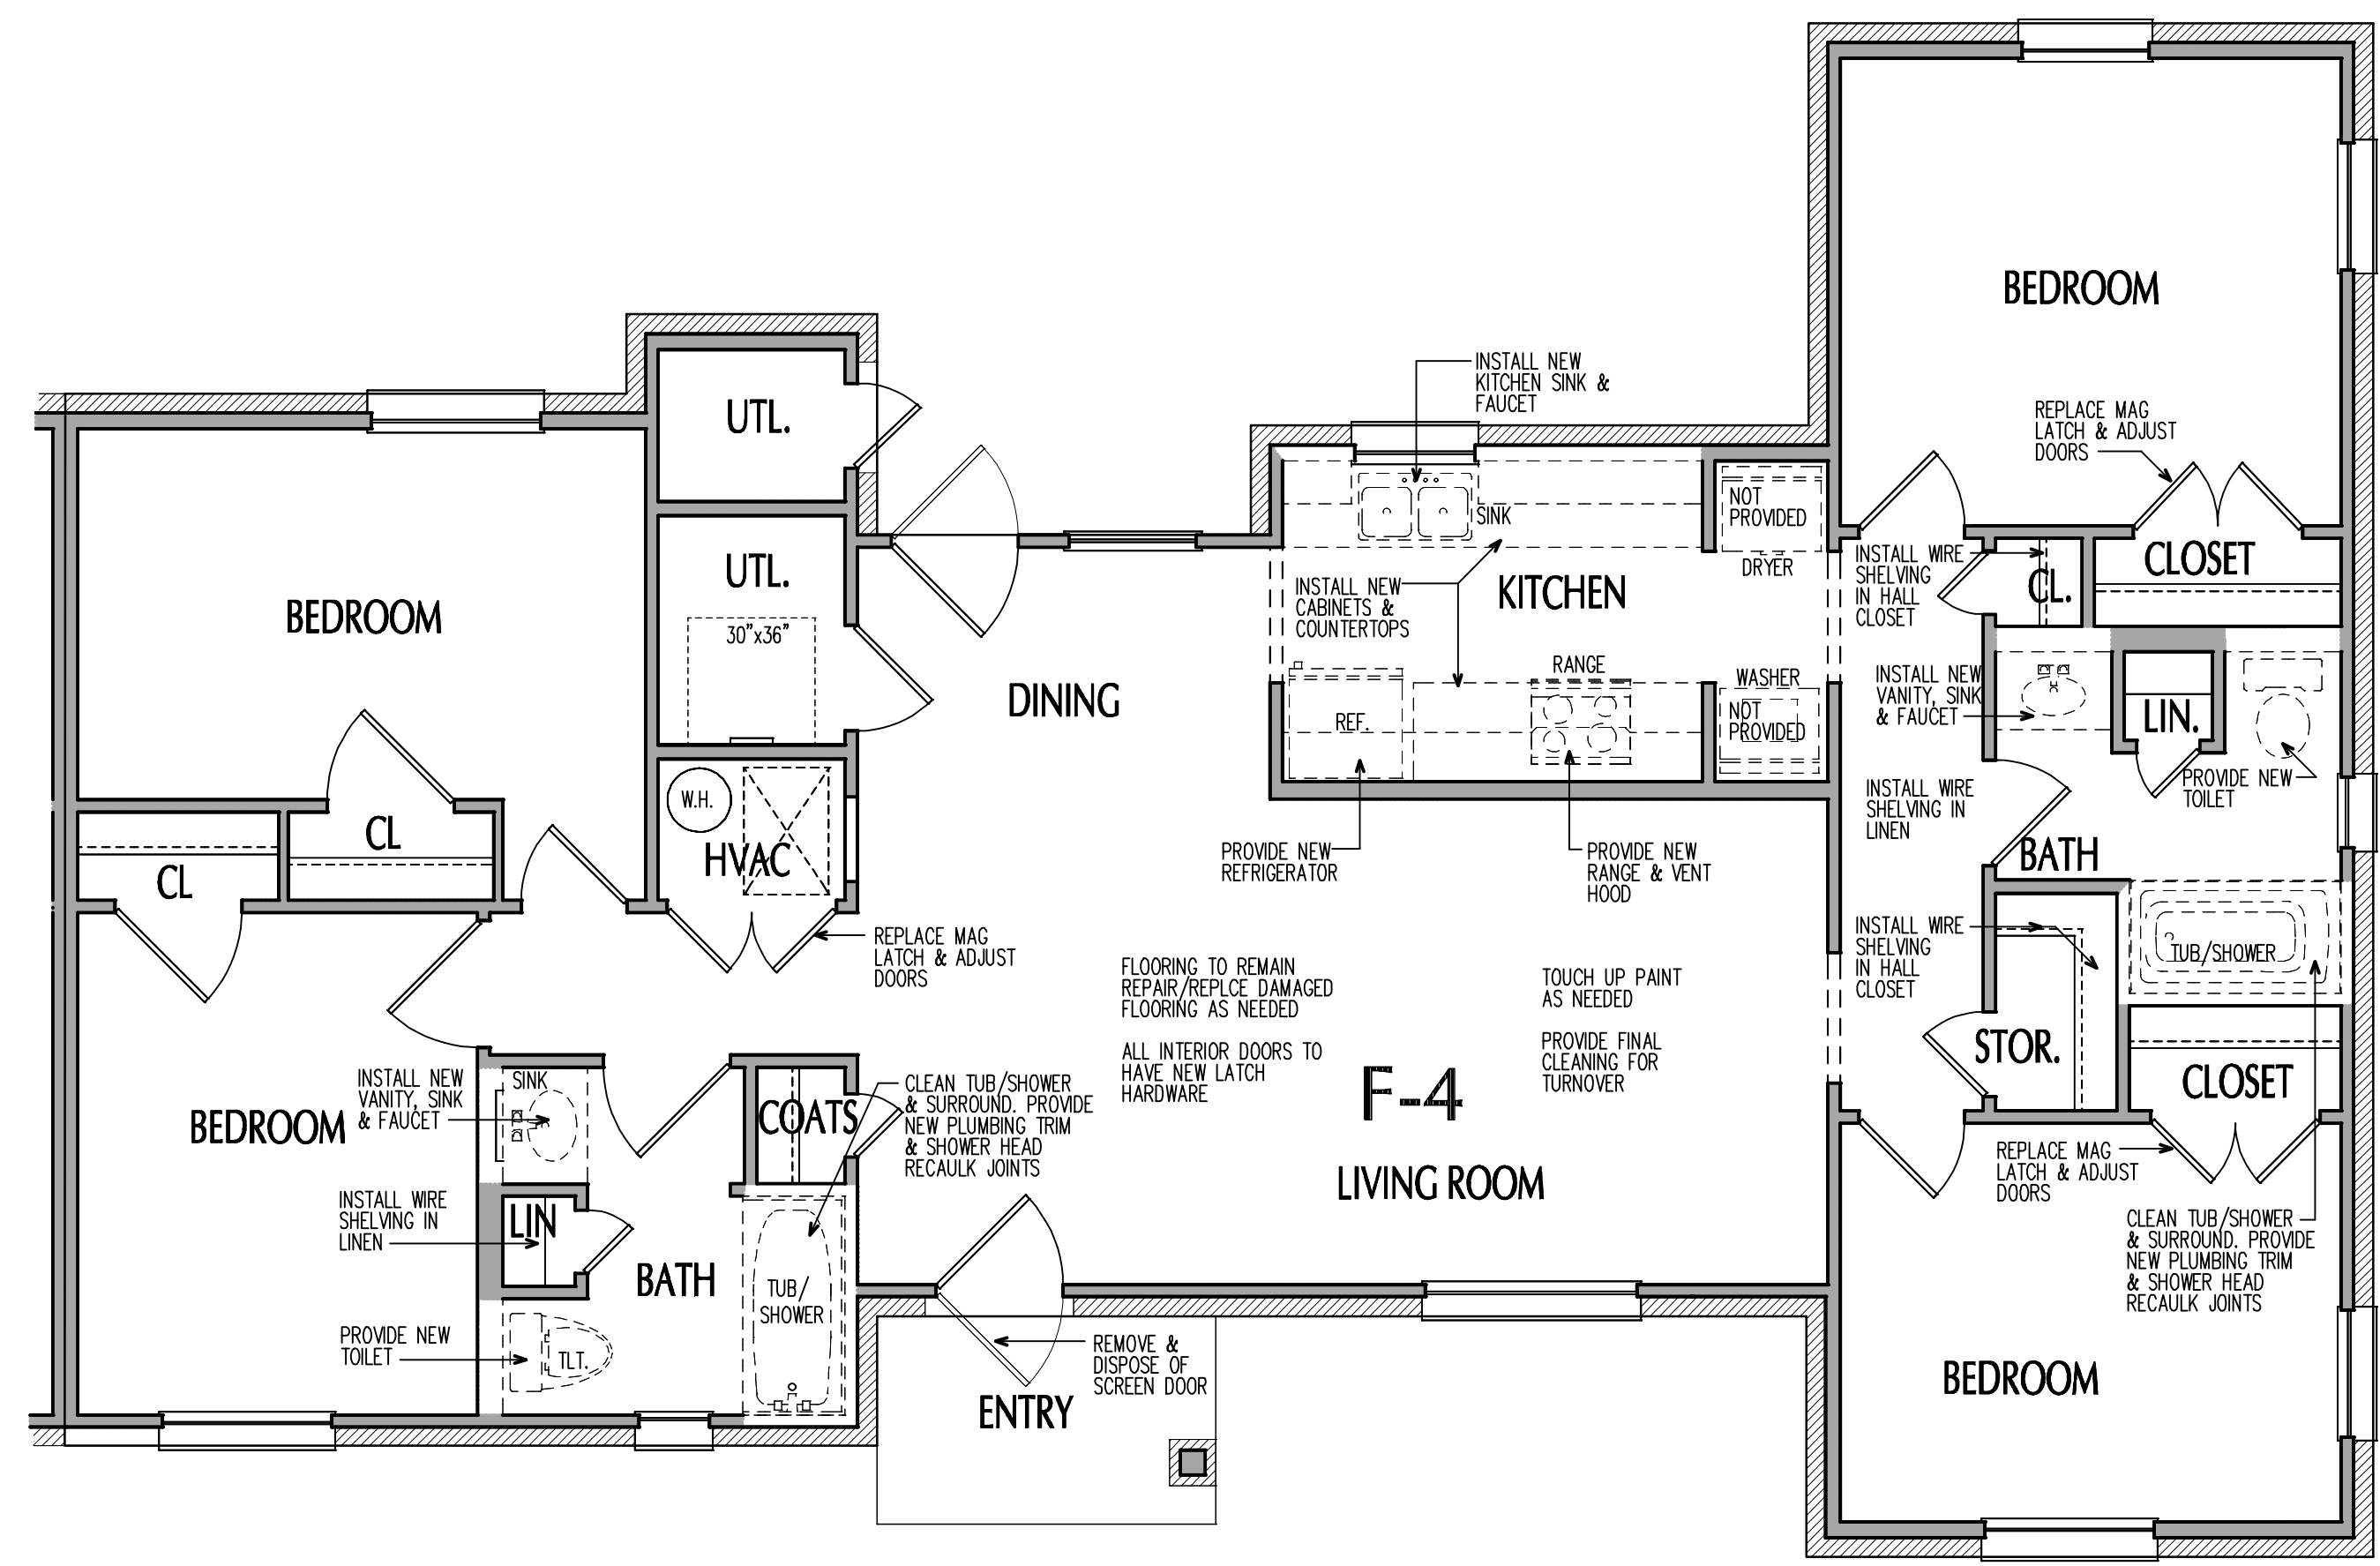 BEDROOM
INSTALL NEW
KITCHEN SINK &
FAUCET
REPLACE MAG
LATCH & ADJUST
DOORS
UTL.
NOT
PROVIDED
SINK
DRYER
INSTALL WIRE
SHELVING
IN HALL
CLOSET
CL.
CLOSET
UTL.
30"x36"
BEDROOM
INSTALL NEW
CABINETS &
COUNTERTOPS
KITCHEN
DINING
RANGE
REF.
WASHER
NOT
PROVIDED
INSTALL NEW
VANITY, SINK
& FAUCET
LIN.
PROVIDE NEW
TOILET
INSTALL WIRE
SHELVING IN
LINEN
BATH
W.H.
HVAC
CL
CL
PROVIDE NEW
REFRIGERATOR
PROVIDE NEW
RANGE & VENT
HOOD
REPLACE MAG
LATCH & ADJUST
DOORS
INSTALL WIRE
SHELVING
IN HALL
CLOSET
TUB/SHOWER
FLOORING TO REMAIN
REPAIR/REPLCE DAMAGED
FLOORING AS NEEDED
ALL INTERIOR DOORS TO
HAVE NEW LATCH
HARDWARE
TOUCH UP PAINT
AS NEEDED
PROVIDE FINAL
CLEANING FOR
TURNOVER
STOR.
CLOSET
F-4
LIVING ROOM
INSTALL NEW
VANITY, SINK
& FAUCET
SINK
BEDROOM
COATS
CLEAN TUB/SHOWER
& SURROUND. PROVIDE
NEW PLUMBING TRIM
& SHOWER HEAD
RECAULK JOINTS
REPLACE MAG
LATCH & ADJUST
DOORS
INSTALL WIRE
SHELVING IN
LINEN
LIN
BATH
TUB/
SHOWER
CLEAN TUB/SHOWER
& SURROUND. PROVIDE
NEW PLUMBING TRIM
& SHOWER HEAD
RECAULK JOINTS
PROVIDE NEW
TOILET
TLT.
REMOVE &
DISPOSE OF
SCREEN DOOR
ENTRY
BEDROOM